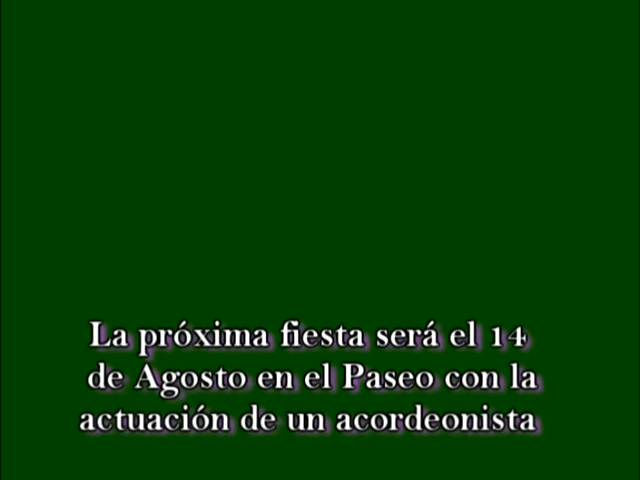 La próxima fiesta será el 14
de Agosto en el Paseo con la
actuación de un acordeonista